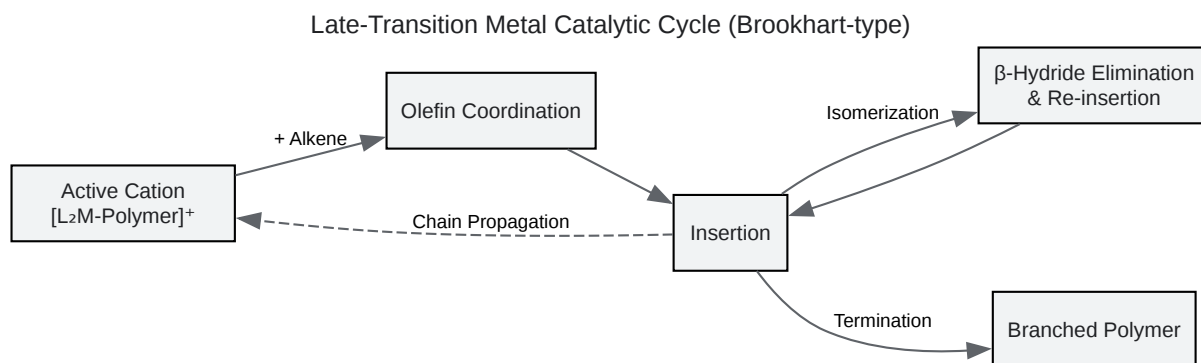 Late-Transition Metal Catalytic Cycle (Brookhart-type)
Active Cation
[L₂M-Polymer]⁺
+ Alkene
Olefin Coordination
Chain Propagation
Insertion
Isomerization
β-Hydride Elimination
& Re-insertion
Termination
Branched Polymer